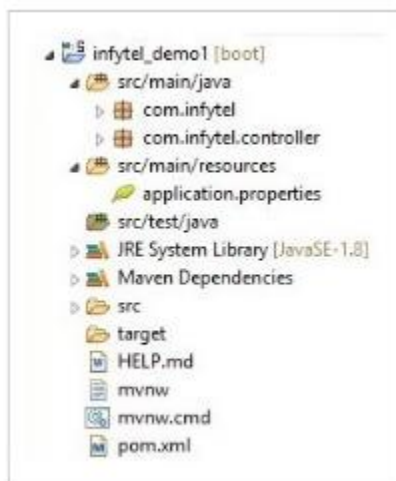 infytel_demo1 [boot]
src/main/java
com.infytel
com.infytel.controller
src/main/resources
application.properties
src/test/java
JRE System Library [JavaSE-1.8]
Maven Dependencies
src
target
HELP.md
mvnw
mvnw.cmd
pom.xml